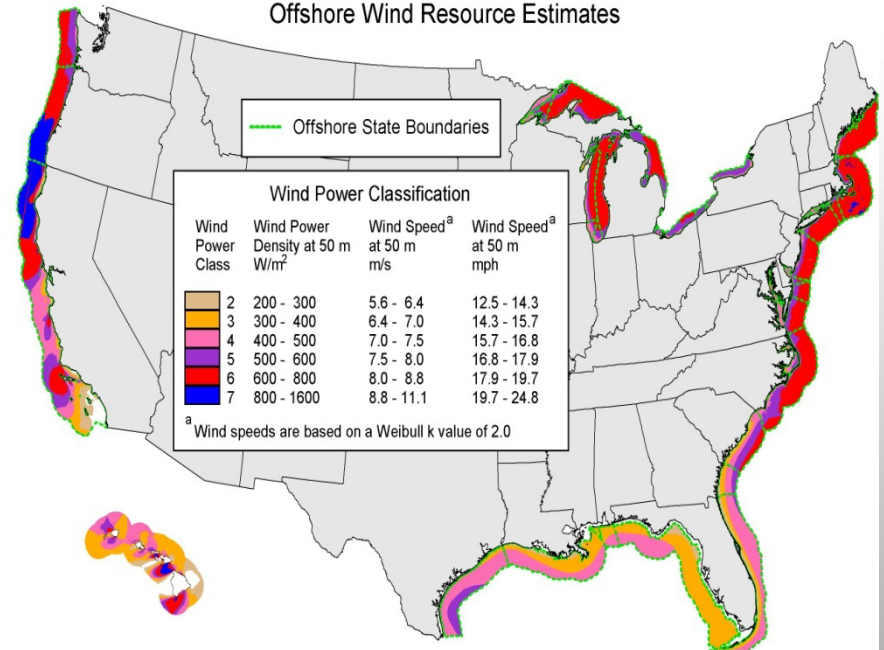 Offshore Wind Resource Estimates
Offshore State Boundaries
Wind Power Classification
Wind Power Class
Wind Power Density at 50 m W/m²
Wind Speedᵃ at 50 m m/s
Wind Speedᵃ at 50 m mph
2 200 - 300 5.6 - 6.4 12.5 - 14.3
3 300 - 400 6.4 - 7.0 14.3 - 15.7
4 400 - 500 7.0 - 7.5 15.7 - 16.8
5 500 - 600 7.5 - 8.0 16.8 - 17.9
6 600 - 800 8.0 - 8.8 17.9 - 19.7
7 800 - 1600 8.8 - 11.1 19.7 - 24.8
ᵃ Wind speeds are based on a Weibull k value of 2.0